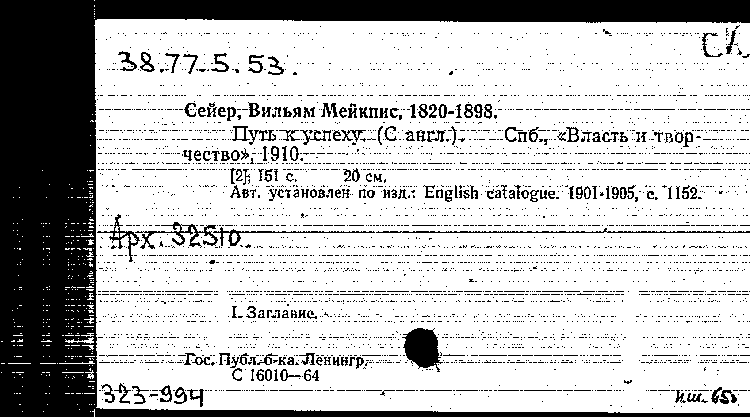 СК
38.77.5.53.
Сейер, Вильям Мейкпис, 1820-1898.
Путь к успеху. (С англ.). Спб., «Власть и твор-
чество», 1910.
[2], 151 с. 20 см.
Авт. установлен по изд.: English catalogue. 1901-1905, с. 1152.
Арх. 32510.
I. Заглавие.
Гос. Публ. б-ка. Ленингр.
С 16010—64
323-994